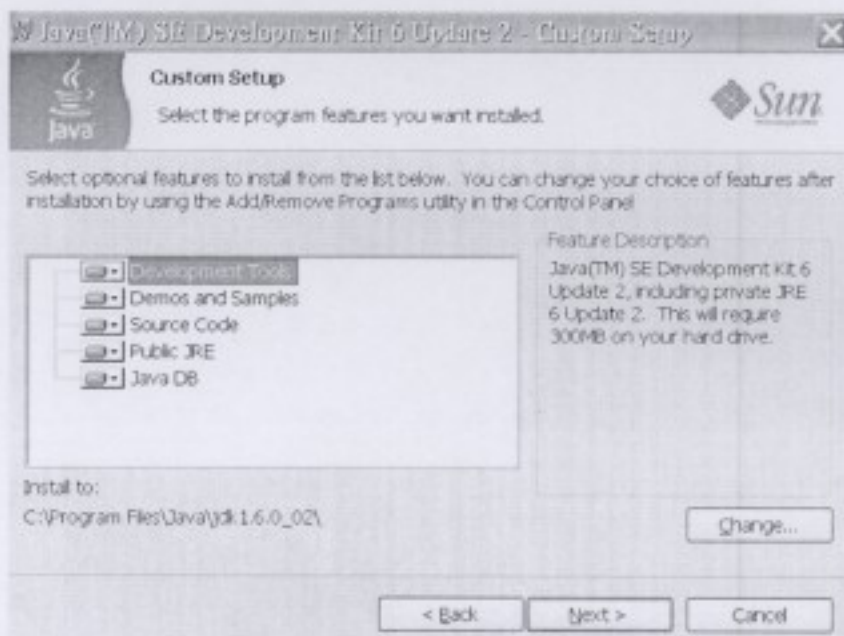 Java(TM) SE Development Kit 6 Update 2 - Custom Setup
Java
Custom Setup
Select the program features you want installed.
Sun
Select optional features to install from the list below. You can change your choice of features after
installation by using the Add/Remove Programs utility in the Control Panel
Development Tools
Demos and Samples
Source Code
Public JRE
Java DB
Feature Description
Java(TM) SE Development Kit 6
Update 2, including private JRE
6 Update 2. This will require
300MB on your hard drive.
Install to:
C:\Program Files\Java\jdk1.6.0_02\
Change...
< Back
Next >
Cancel